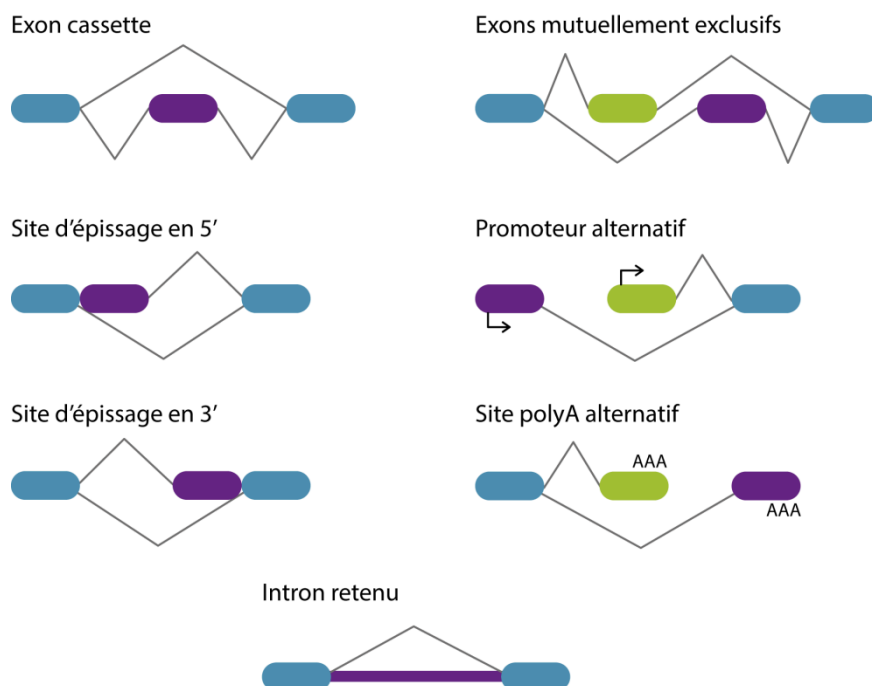 Exon cassette
Exons mutuellement exclusifs
Site d’épissage en 5’
Promoteur alternatif
Site d’épissage en 3’
Site polyA alternatif
AAA
AAA
Intron retenu